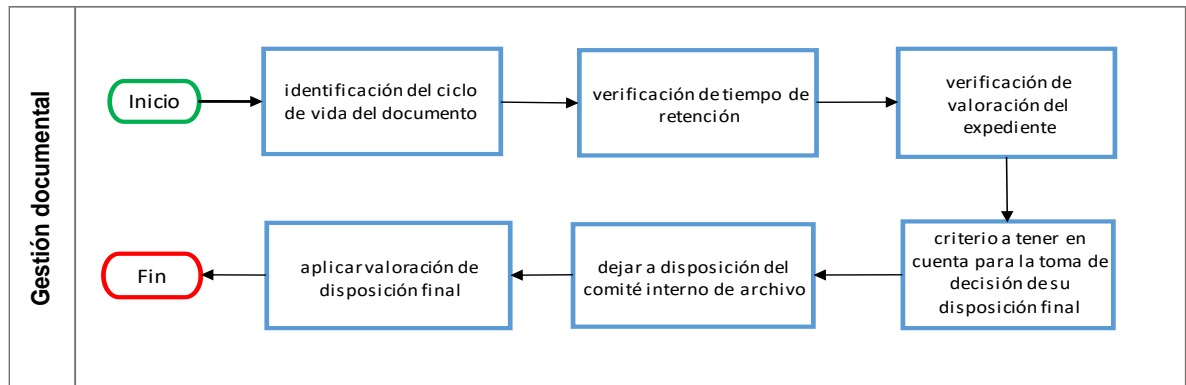 Gestión documental
Inicio
identificación del ciclo
de vida del documento
verificación de tiempo de
retención
verificación de
valoración del
expediente
criterio a tener en
cuenta para la toma de
decisión de su
disposición final
dejar a disposición del
comité interno de archivo
aplicar valoración de
disposición final
Fin